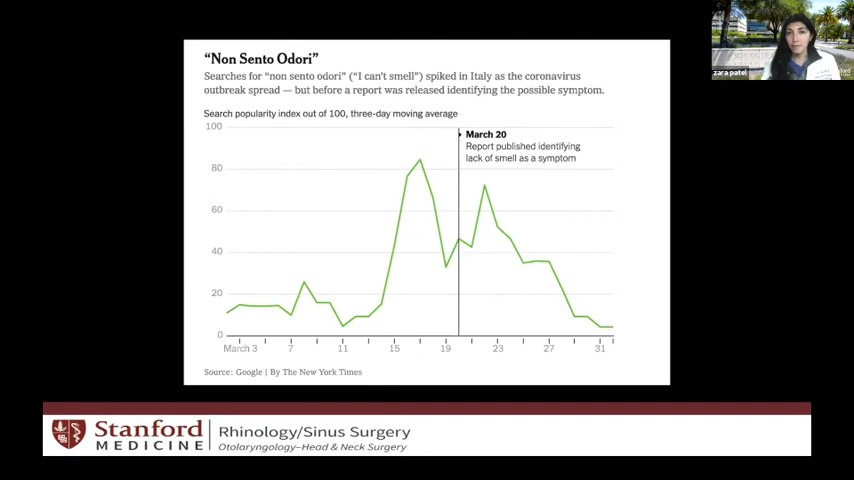 "Non Sento Odori"
Searches for "non sento odori" ("I can't smell") spiked in Italy as the coronavirus
outbreak spread — but before a report was released identifying the possible symptom.
Search popularity index out of 100, three-day moving average
100
80
60
40
20
0
March 20
Report published identifying
lack of smell as a symptom
March 3
7
11
15
19
23
27
31
Source: Google | By The New York Times
zara patel
Stanford
MEDICINE
Rhinology/Sinus Surgery
Otolaryngology–Head & Neck Surgery